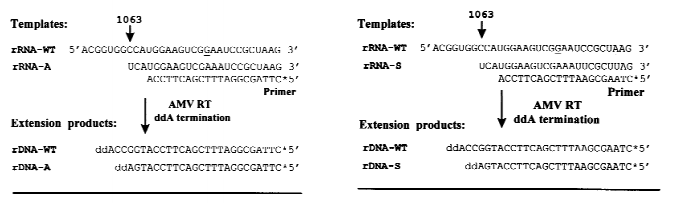 1063
Templates:
rRNA-WT 5'ACGGUGGCCAUGGAAGUCGGAAUCCGCUAAG 3'
rRNA-A UCAUGGAAGUCGAAAUCCGCUAAG 3'
ACCTTCAGCTTTAGGCGATTC*5'
Primer
AMV RT
ddA termination
Extension products:
rDNA-WT ddACCGGTACCTTCAGCTTTAGGCGATTC*5'
rDNA-A ddAGTACCTTCAGCTTTAGGCGATTC*5'
1063
Templates:
rRNA-WT 5'ACGGUGGCCAUGGAAGUCGGAAUCCGCUAAG 3'
rRNA-S UCAUGGAAGUCGAAAUUCGCUUAG 3'
ACCTTCAGCTTTAAGCGAATC*5'
Primer
AMV RT
ddA termination
Extension products:
rDNA-WT ddACCGGTACCTTCAGCTTTAAGCGAATC*5'
rDNA-S ddAGTACCTTCAGCTTTAAGCGAATC*5'